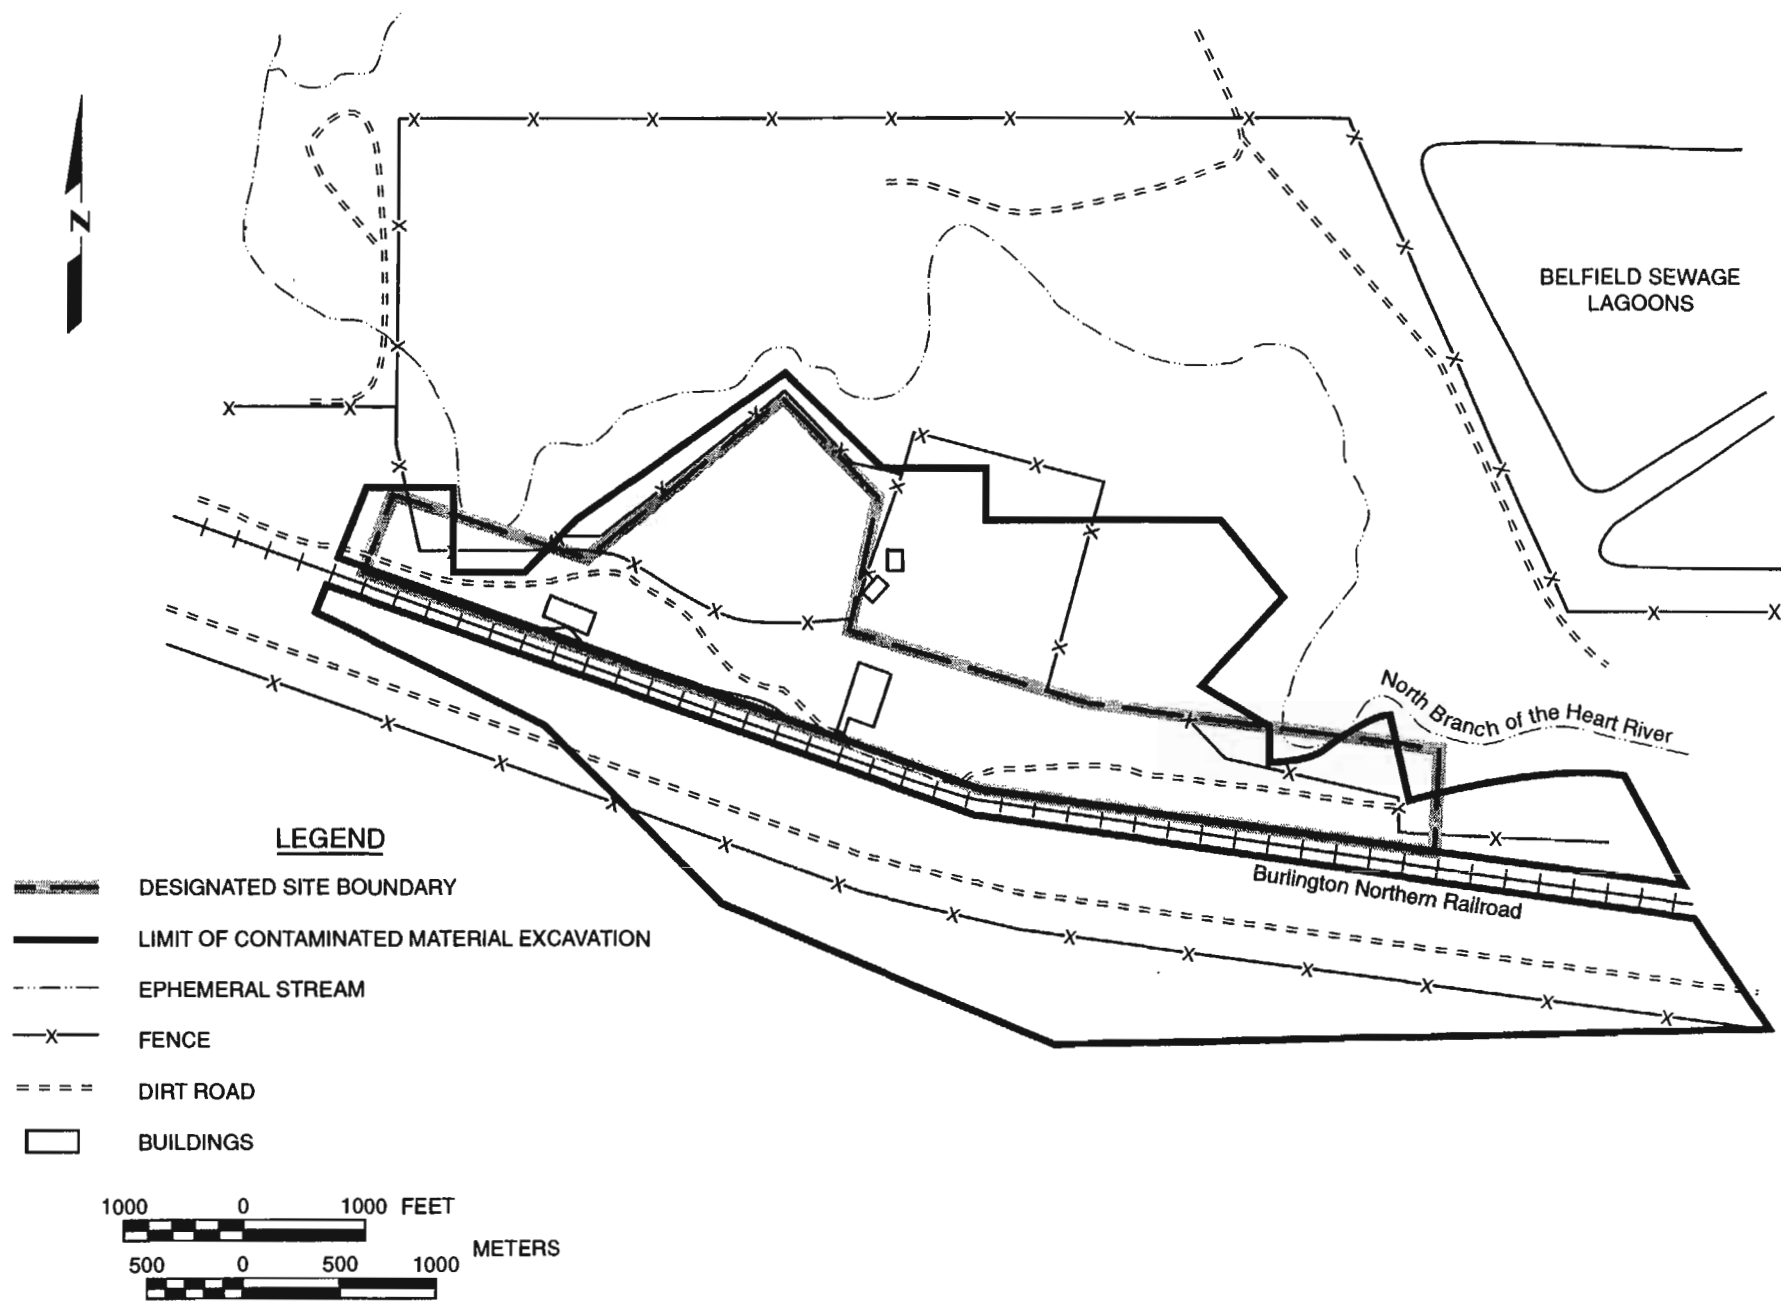 N
BELFIELD SEWAGE
LAGOONS
North Branch of the Heart River
Burlington Northern Railroad
LEGEND
DESIGNATED SITE BOUNDARY
LIMIT OF CONTAMINATED MATERIAL EXCAVATION
EPHEMERAL STREAM
FENCE
DIRT ROAD
BUILDINGS
1000 0 1000 FEET
METERS
500 0 500 1000